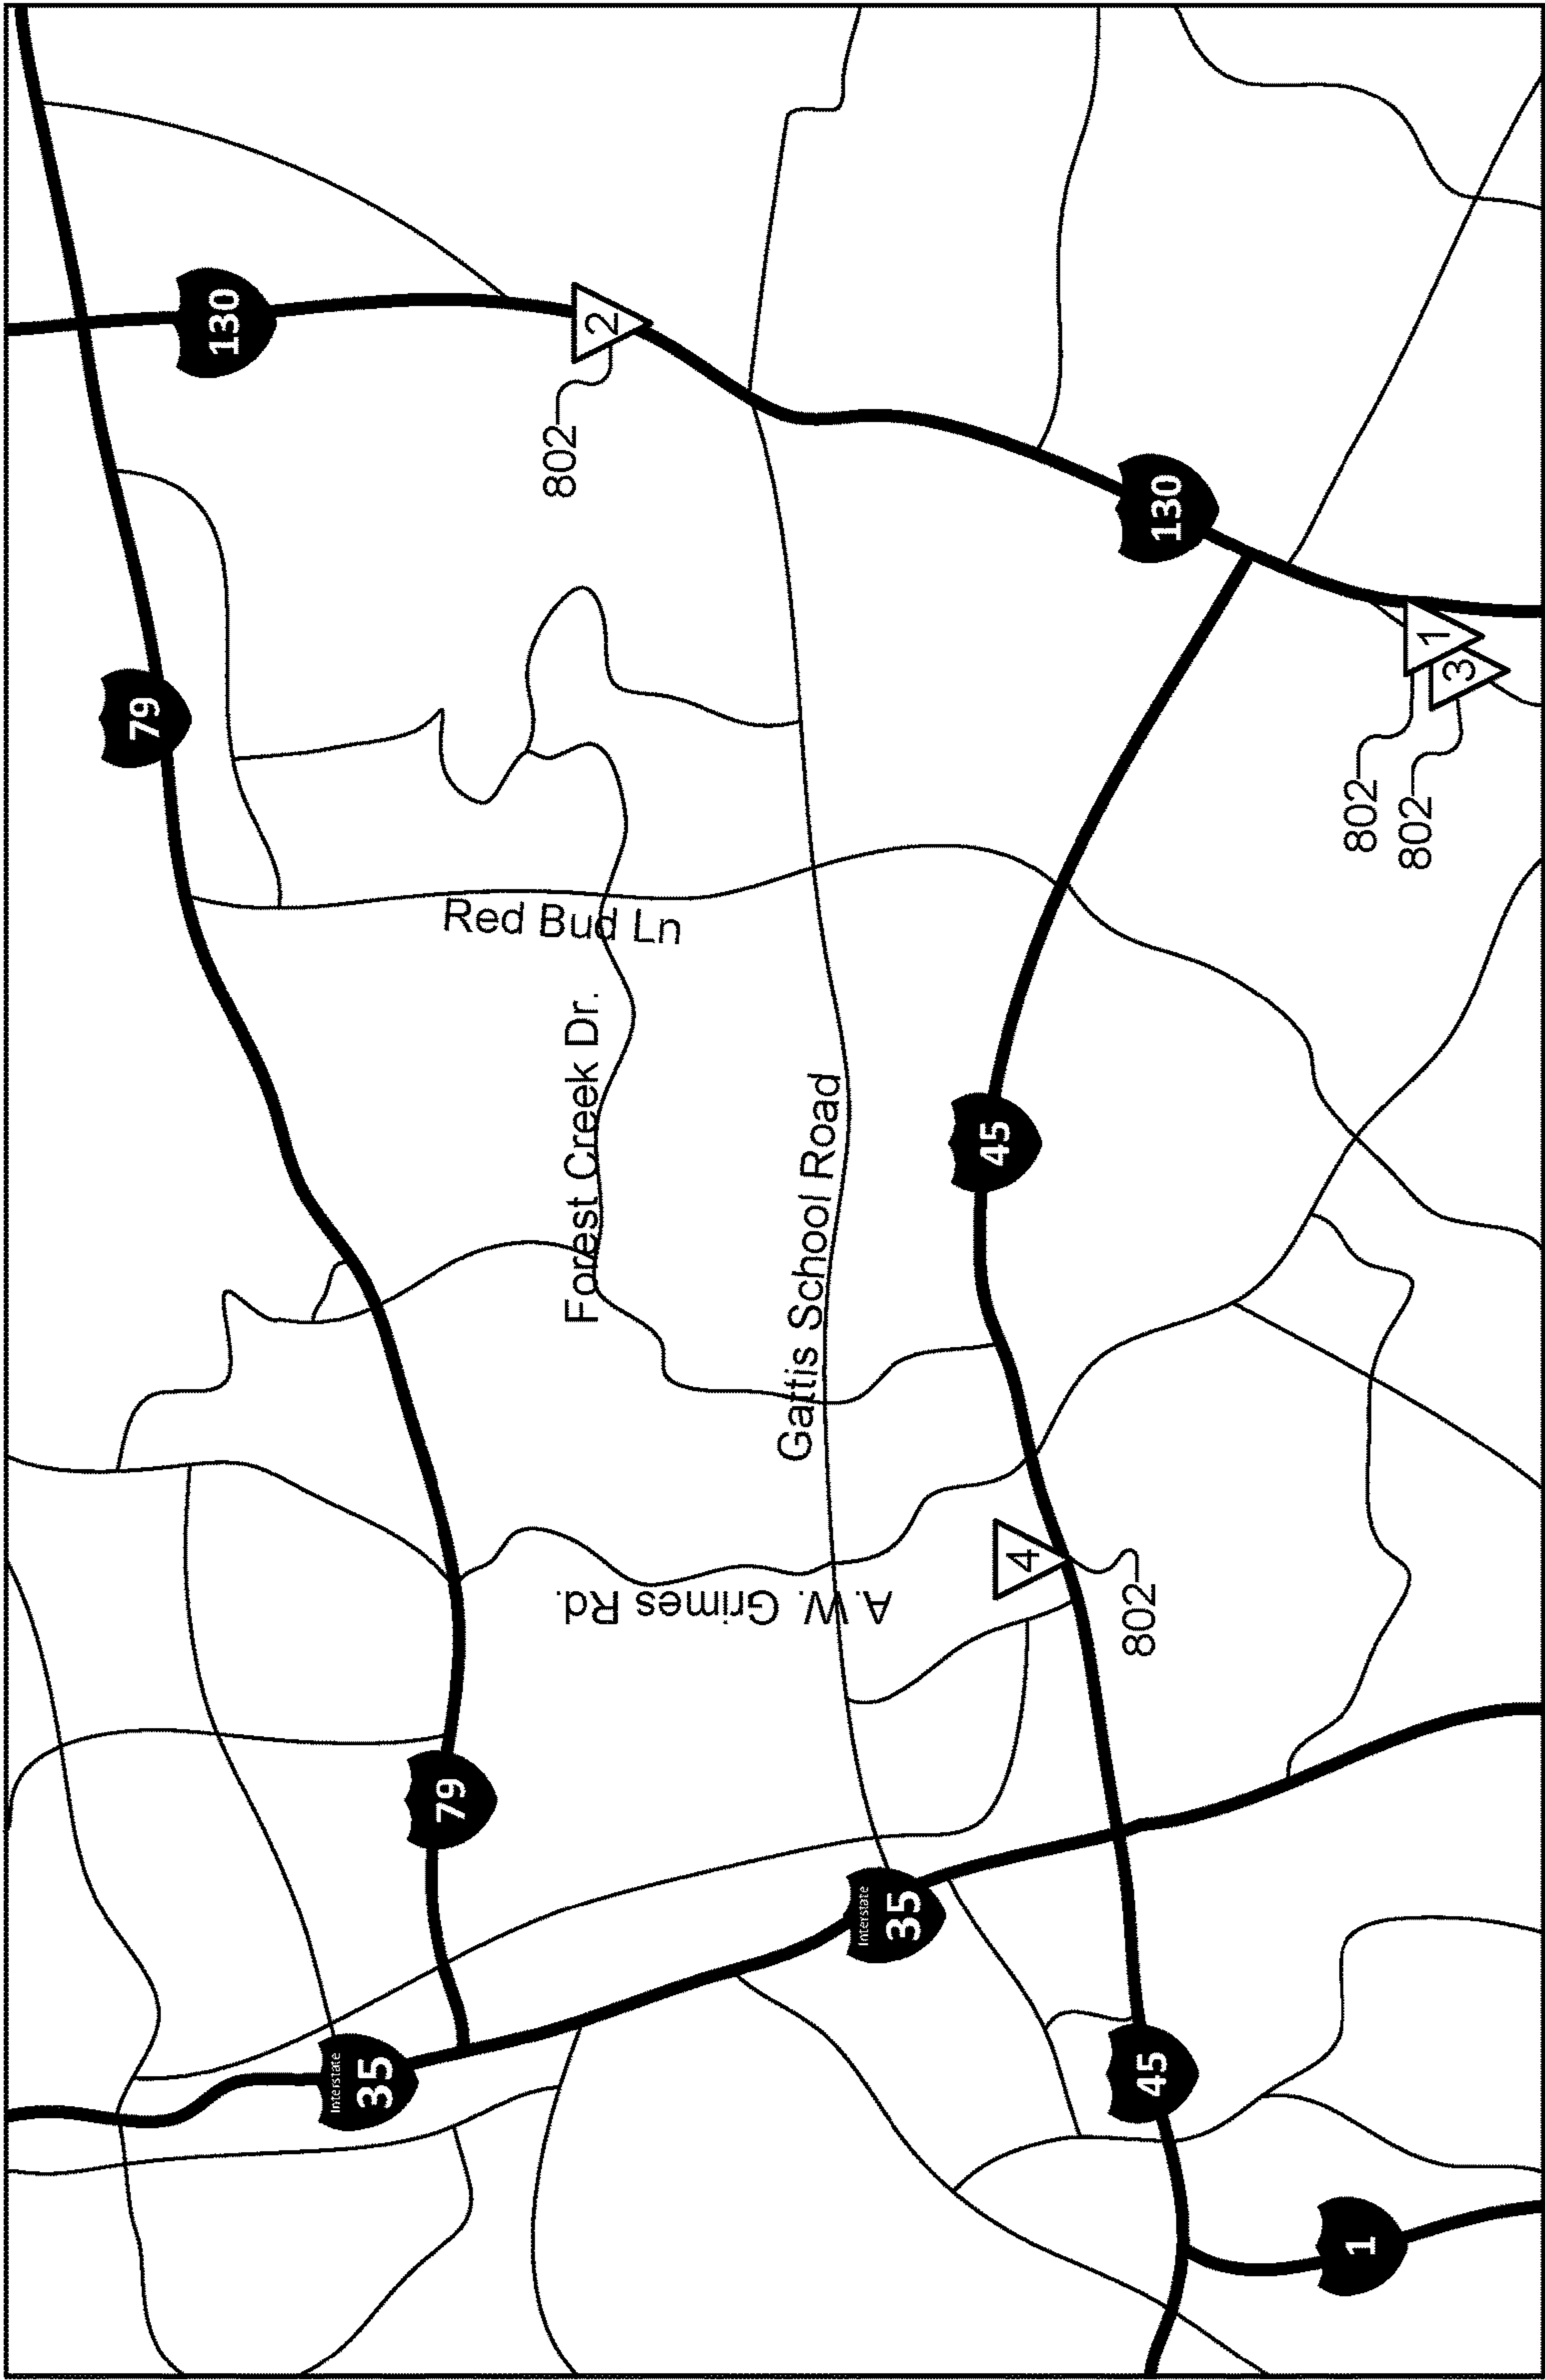 130
2
802
79
130
1
3
802
802
Red Bud Ln
Forest Creek Dr.
Gattis School Road
45
A.W. Grimes Rd.
4
802
79
Interstate
35
Interstate
35
45
1